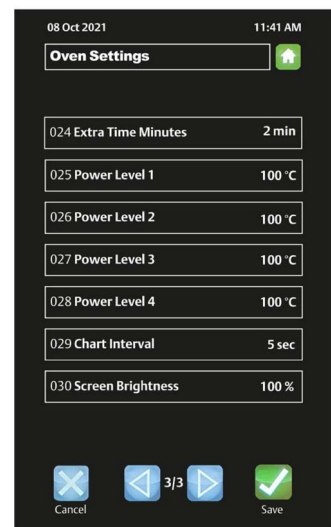 08 Oct 2021 11:41 AM
Oven Settings
024 Extra Time Minutes 2 min
025 Power Level 1 100 °C
026 Power Level 2 100 °C
027 Power Level 3 100 °C
028 Power Level 4 100 °C
029 Chart Interval 5 sec
030 Screen Brightness 100 %
3/3
Cancel Save